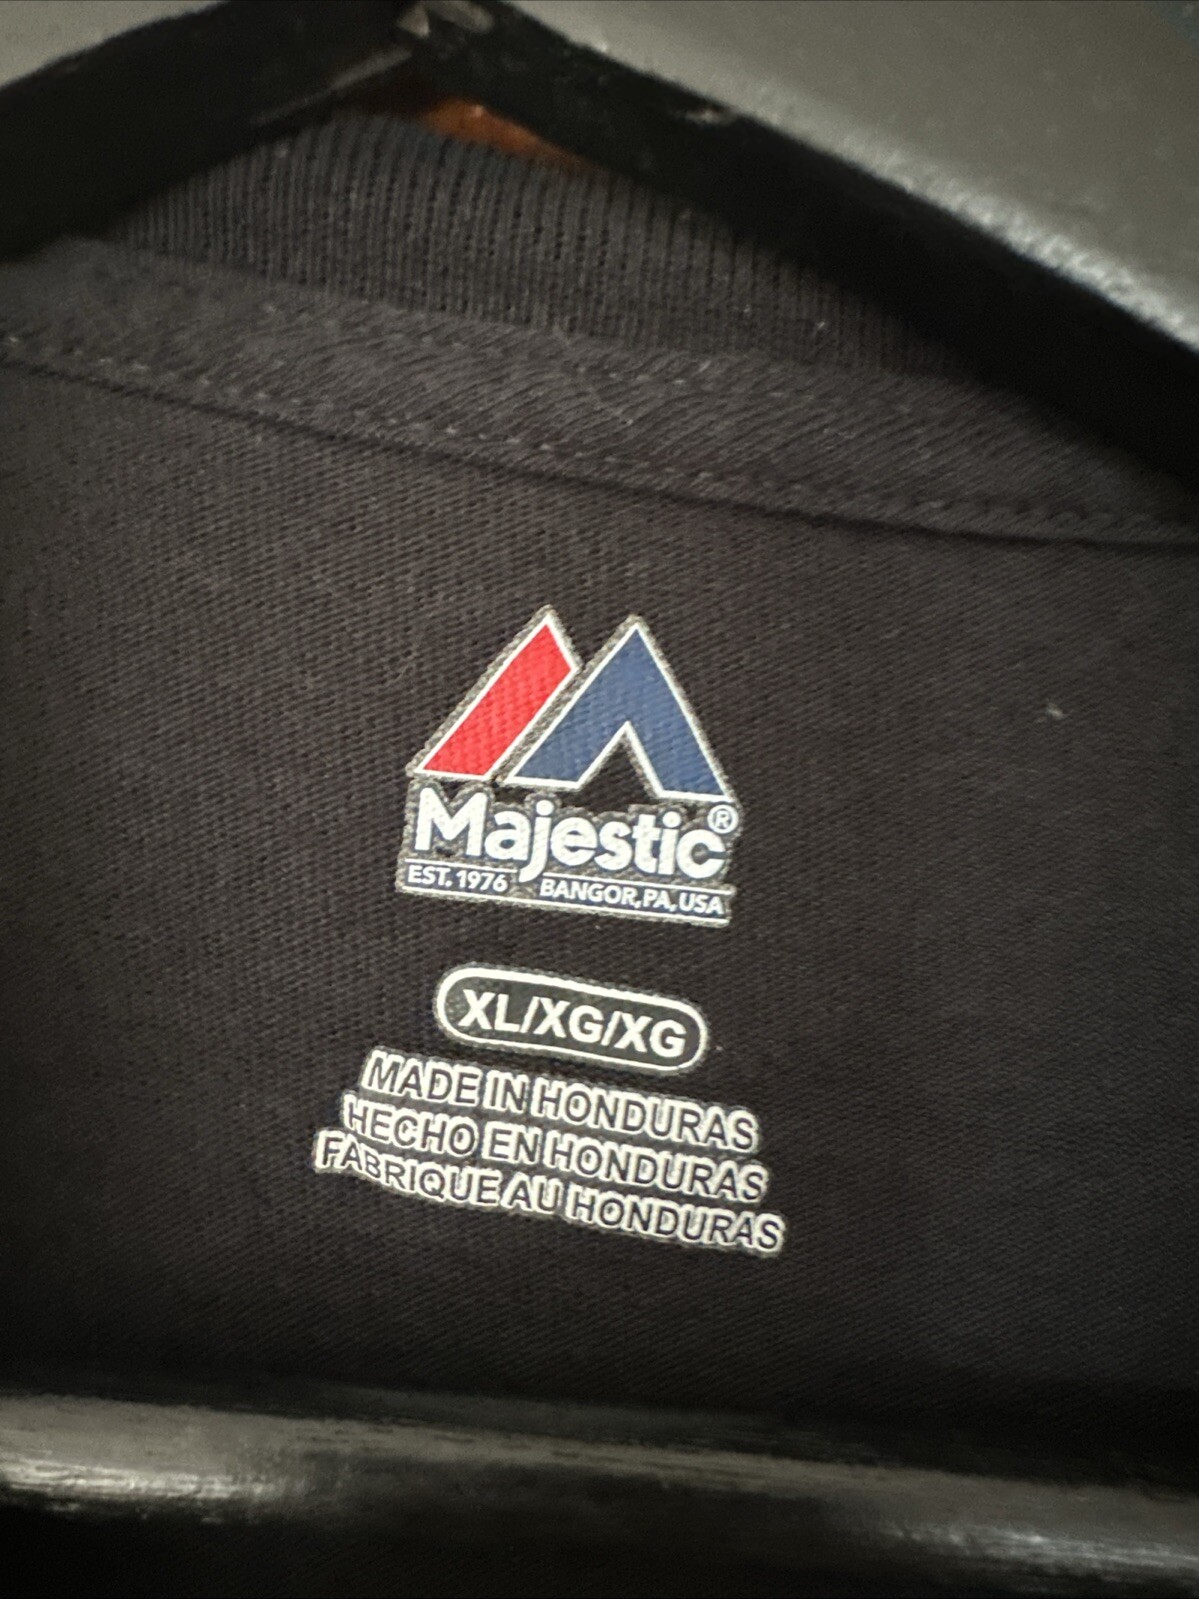 Majestic®
EST. 1976 BANGOR, PA, USA
XL/XG/XG
MADE IN HONDURAS
HECHO EN HONDURAS
FABRIQUE AU HONDURAS